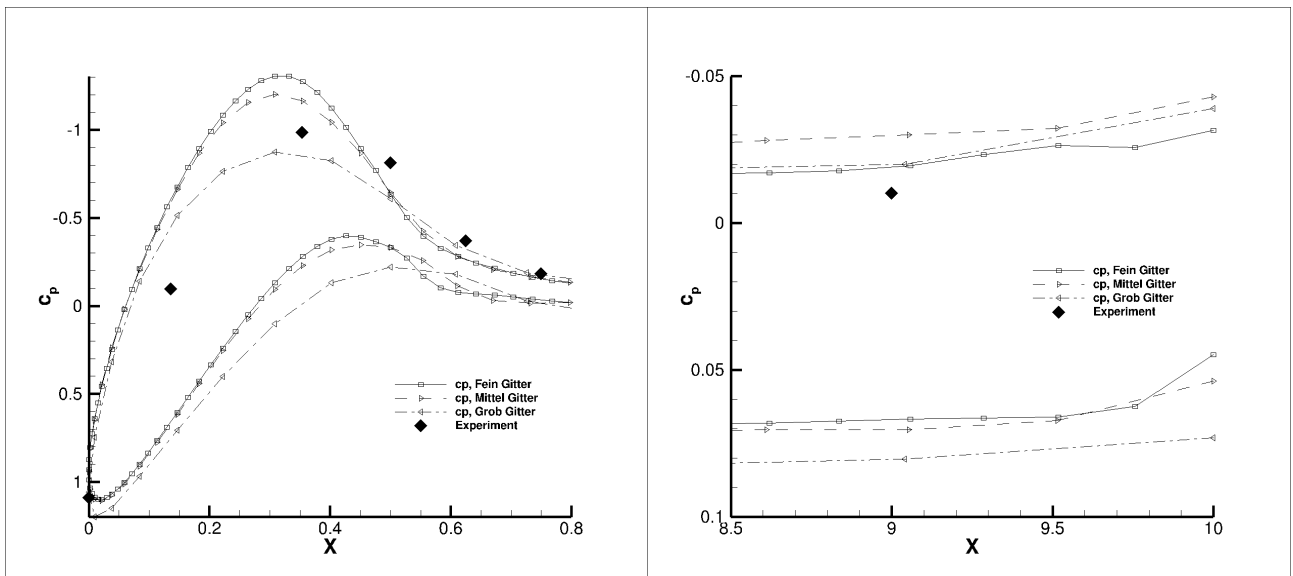 -1
-0.5
0
0.5
1
c_p
0
0.2
0.4
0.6
0.8
X
cp, Fein Gitter
cp, Mittel Gitter
cp, Grob Gitter
Experiment
-0.05
0
0.05
0.1
c_p
8.5
9
9.5
10
X
cp, Fein Gitter
cp, Mittel Gitter
cp, Grob Gitter
Experiment